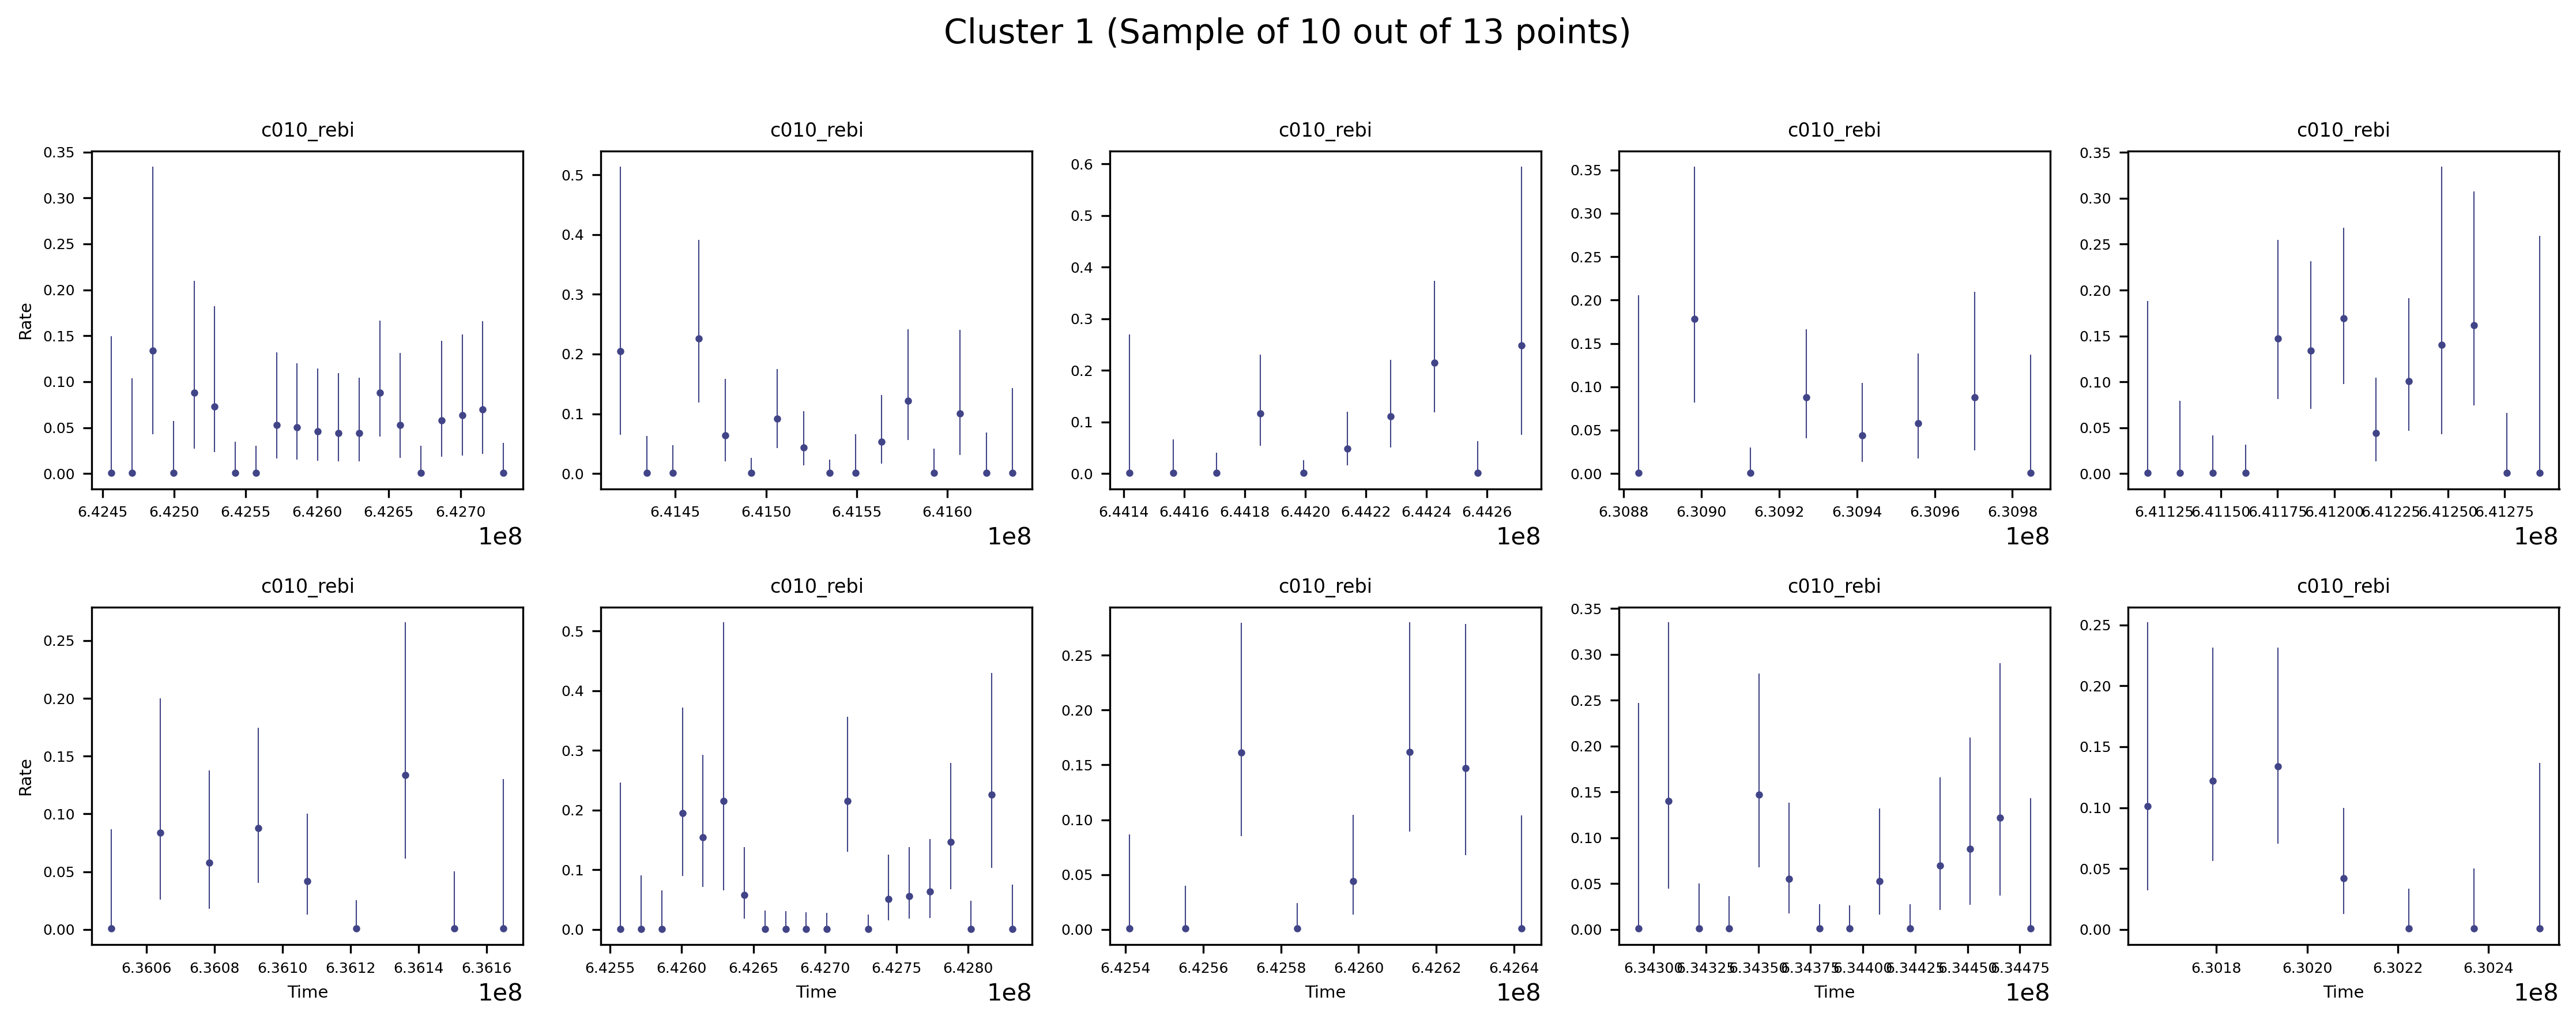 Cluster 1 (Sample of 10 out of 13 points)
c010_rebi c010_rebi c010_rebi c010_rebi c010_rebi
Rate
0.35 0.30 0.25 0.20 0.15 0.10 0.05 0.00
6.4245 6.4250 6.4255 6.4260 6.4265 6.4270
1e8
0.5 0.4 0.3 0.2 0.1 0.0
6.4145 6.4150 6.4155 6.4160
1e8
0.6 0.5 0.4 0.3 0.2 0.1 0.0
6.4414 6.4416 6.4418 6.4420 6.4422 6.4424 6.4426
1e8
0.35 0.30 0.25 0.20 0.15 0.10 0.05 0.00
6.3088 6.3090 6.3092 6.3094 6.3096 6.3098
1e8
0.35 0.30 0.25 0.20 0.15 0.10 0.05 0.00
6.41125 6.41150 6.41175 6.41200 6.41225 6.41250 6.41275
1e8
c010_rebi c010_rebi c010_rebi c010_rebi c010_rebi
Rate
0.25 0.20 0.15 0.10 0.05 0.00
6.3606 6.3608 6.3610 6.3612 6.3614 6.3616
Time
1e8
0.5 0.4 0.3 0.2 0.1 0.0
6.4255 6.4260 6.4265 6.4270 6.4275 6.4280
Time
1e8
0.25 0.20 0.15 0.10 0.05 0.00
6.4254 6.4256 6.4258 6.4260 6.4262 6.4264
Time
1e8
0.35 0.30 0.25 0.20 0.15 0.10 0.05 0.00
6.34300 6.34325 6.34350 6.34375 6.34400 6.34425 6.34450 6.34475
Time
1e8
0.25 0.20 0.15 0.10 0.05 0.00
6.3018 6.3020 6.3022 6.3024
Time
1e8